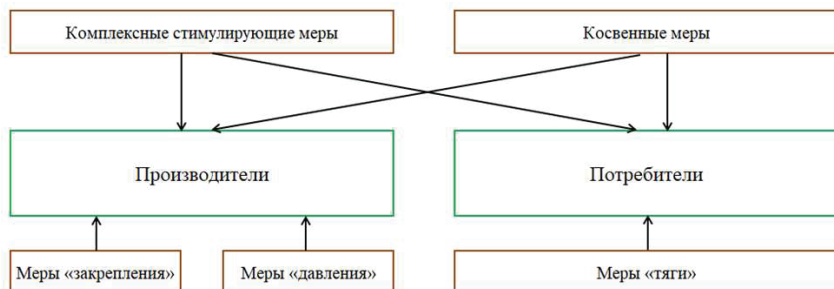 Комплексные стимулирующие меры
Косвенные меры
Производители
Потребители
Меры «закрепления»
Меры «давления»
Меры «тяги»